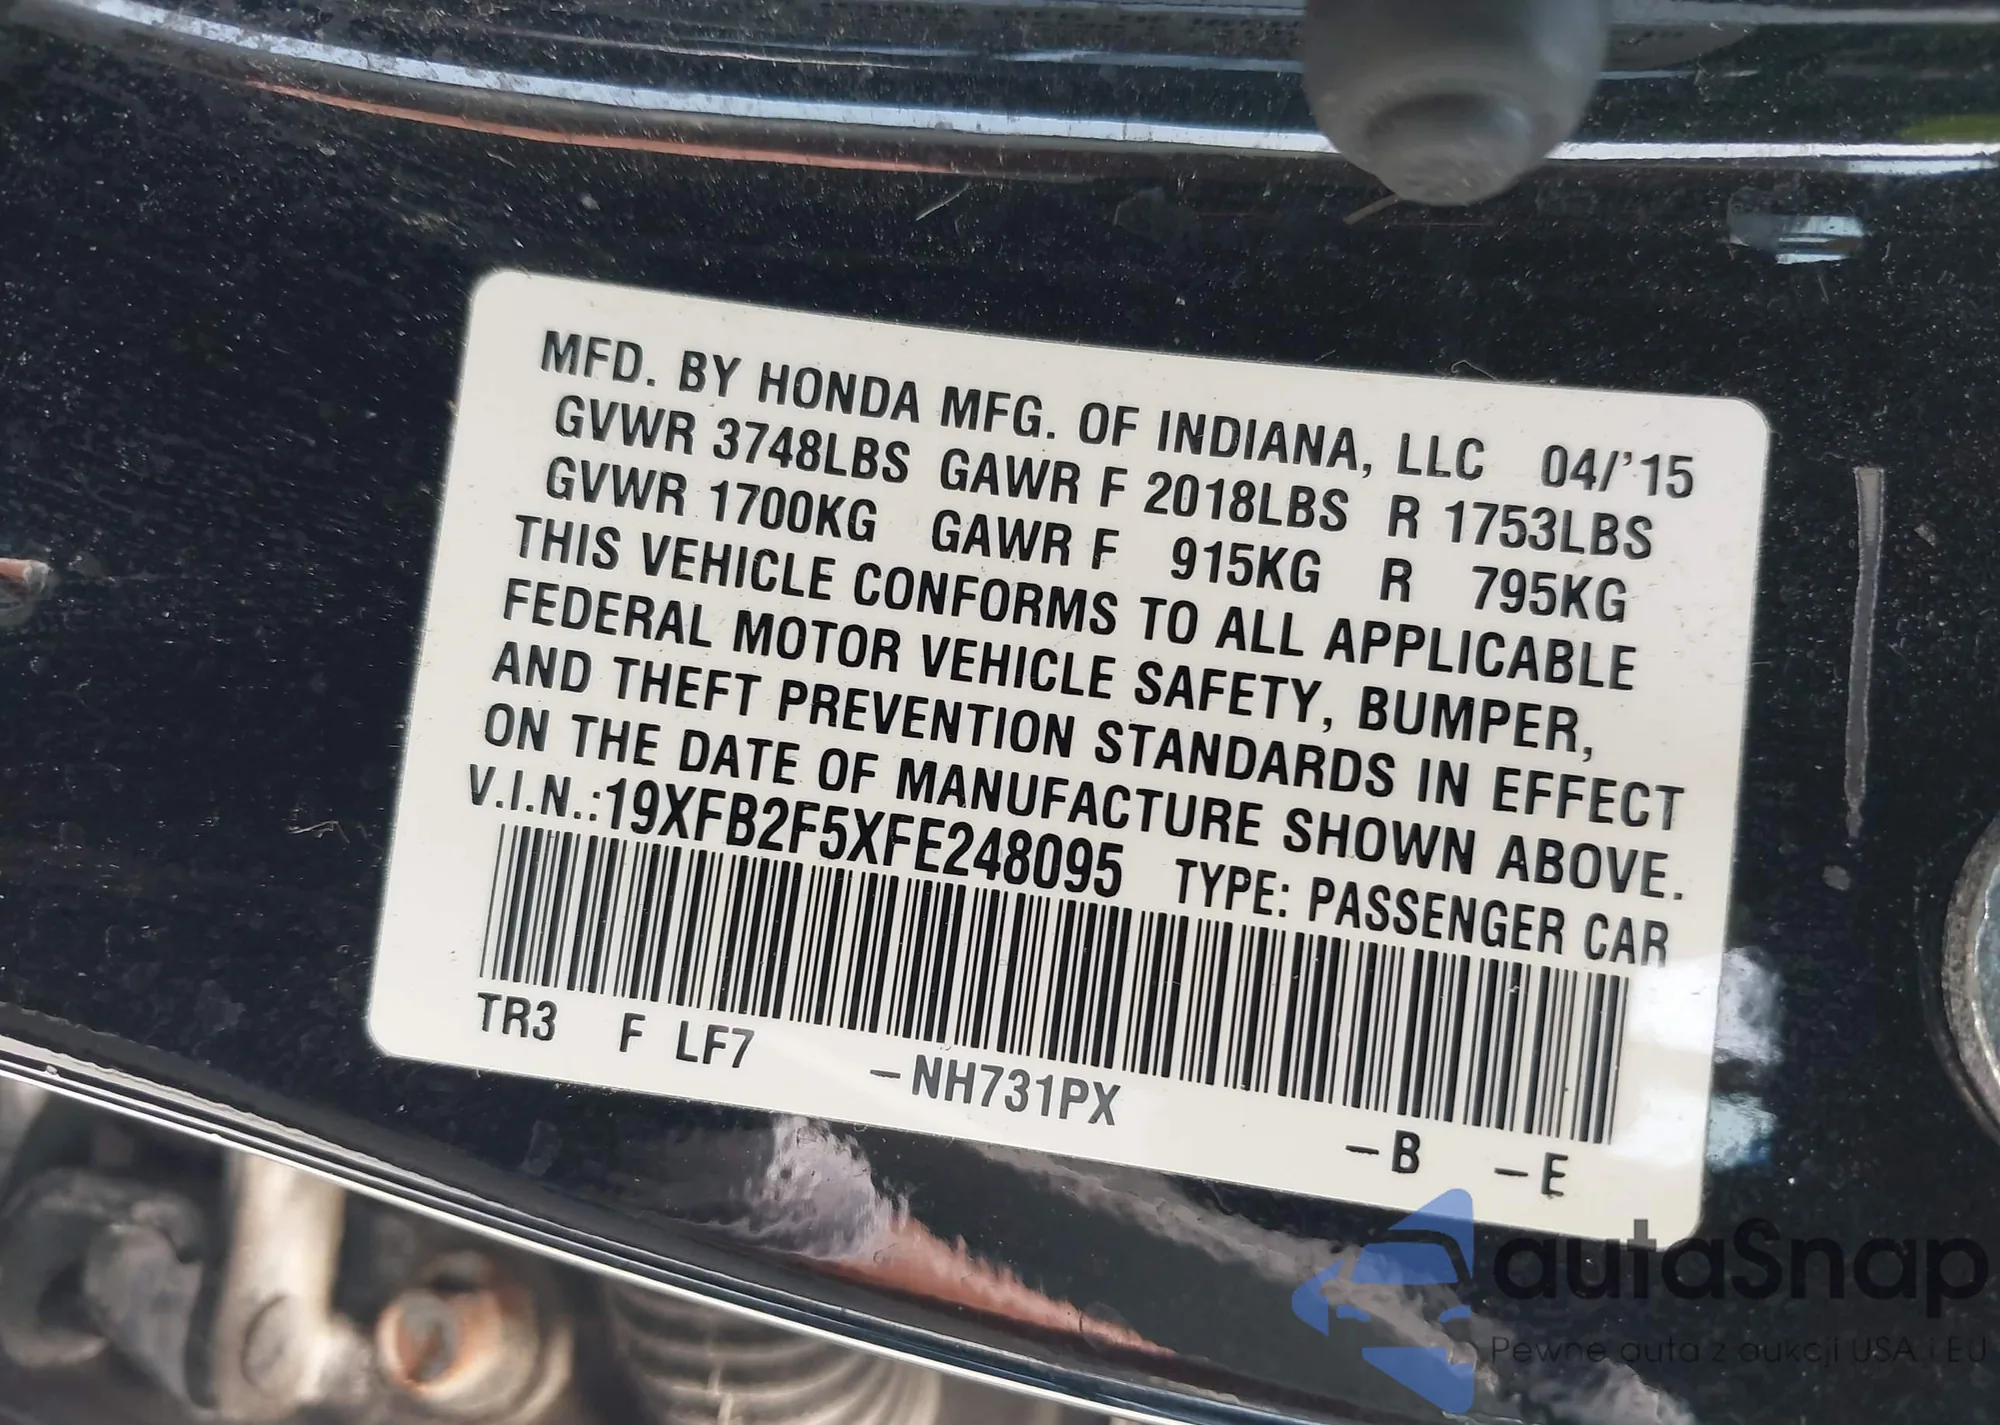 MFD. BY HONDA MFG. OF INDIANA, LLC 04/'15
GVWR 3748LBS GAWR F 2018LBS R 1753LBS
GVWR 1700KG GAWR F 915KG R 795KG
THIS VEHICLE CONFORMS TO ALL APPLICABLE
FEDERAL MOTOR VEHICLE SAFETY, BUMPER,
AND THEFT PREVENTION STANDARDS IN EFFECT
ON THE DATE OF MANUFACTURE SHOWN ABOVE.
V.I.N.:19XFB2F5XFE248095 TYPE: PASSENGER CAR
TR3 F LF7 –NH731PX –B –E
autaSnap
Pewne auta z aukcji USA i EU